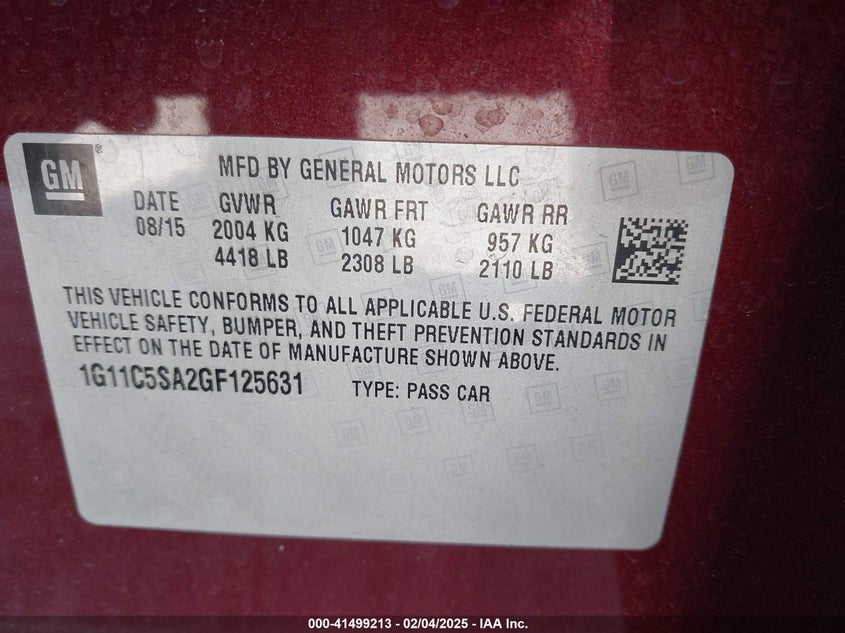 GM
MFD BY GENERAL MOTORS LLC
DATE GVWR GAWR FRT GAWR RR
08/15 2004 KG 1047 KG 957 KG
4418 LB 2308 LB 2110 LB
THIS VEHICLE CONFORMS TO ALL APPLICABLE U.S. FEDERAL MOTOR
VEHICLE SAFETY, BUMPER, AND THEFT PREVENTION STANDARDS IN
EFFECT ON THE DATE OF MANUFACTURE SHOWN ABOVE.
1G11C5SA2GF125631 TYPE: PASS CAR
000-41499213 - 02/04/2025 - IAA Inc.